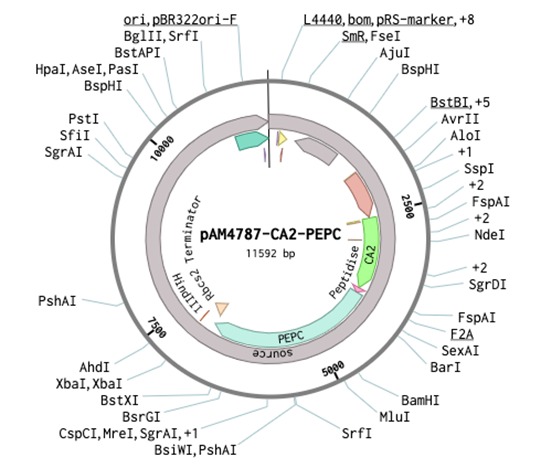 ori, pBR322ori-F
L4440, bom, pRS-marker, +8
BglII, SrfI
SmR, FseI
BstAPI
AjuI
HpaI, AseI, PasI
BspHI
BspHI
BstBI, +5
PstI
AvrII
SfiI
AloI
SgrAI
+1
SspI
+2
FspAI
+2
NdeI
10000
2500
pAM4787-CA2-PEPC
11592 bp
CA2
Peptidise
Rbcs2 Terminator
HindIII
+2
SgrDI
PshAI
FspAI
F2A
SexAI
BarI
7500
PEPC
source
5000
AhdI
XbaI, XbaI
BstXI
BsrGI
CspCI, MreI, SgrAI, +1
BsiWI, PshAI
SrfI
MluI
BamHI